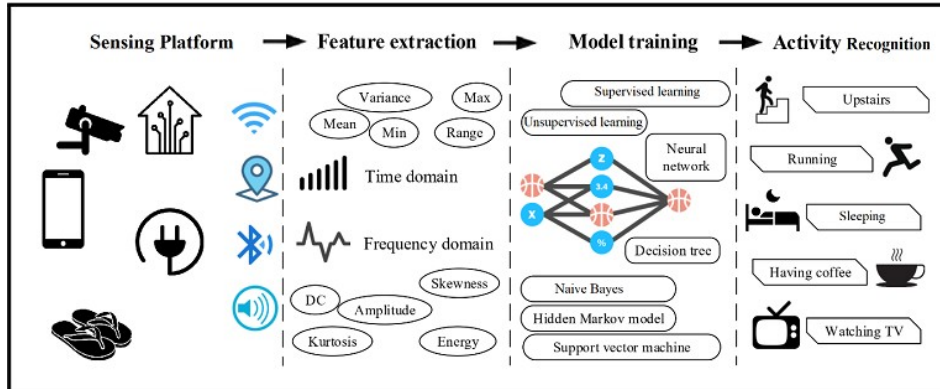 Sensing Platform
Feature extraction
Model training
Activity Recognition
Variance
Max
Mean
Min
Range
Time domain
Frequency domain
Skewness
DC
Amplitude
Kurtosis
Energy
Supervised learning
Unsupervised learning
Neural
network
Z
3.4
X
%
Decision tree
Naive Bayes
Hidden Markov model
Support vector machine
Upstairs
Running
Sleeping
Having coffee
Watching TV